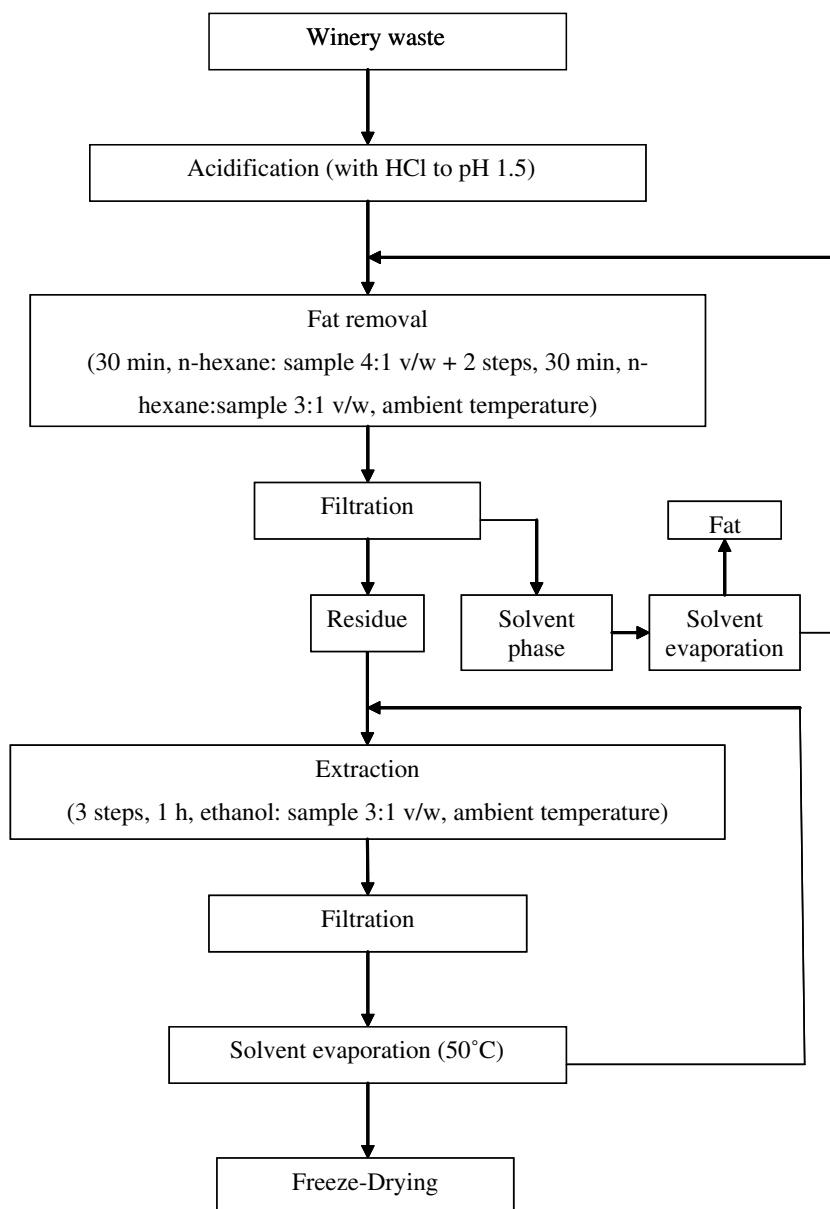 Winery waste
Acidification (with HCl to pH 1.5)
Fat removal
(30 min, n-hexane: sample 4:1 v/w + 2 steps, 30 min, n-
hexane:sample 3:1 v/w, ambient temperature)
Filtration
Fat
Residue
Solvent
phase
Solvent
evaporation
Extraction
(3 steps, 1 h, ethanol: sample 3:1 v/w, ambient temperature)
Filtration
Solvent evaporation (50˚C)
Freeze-Drying